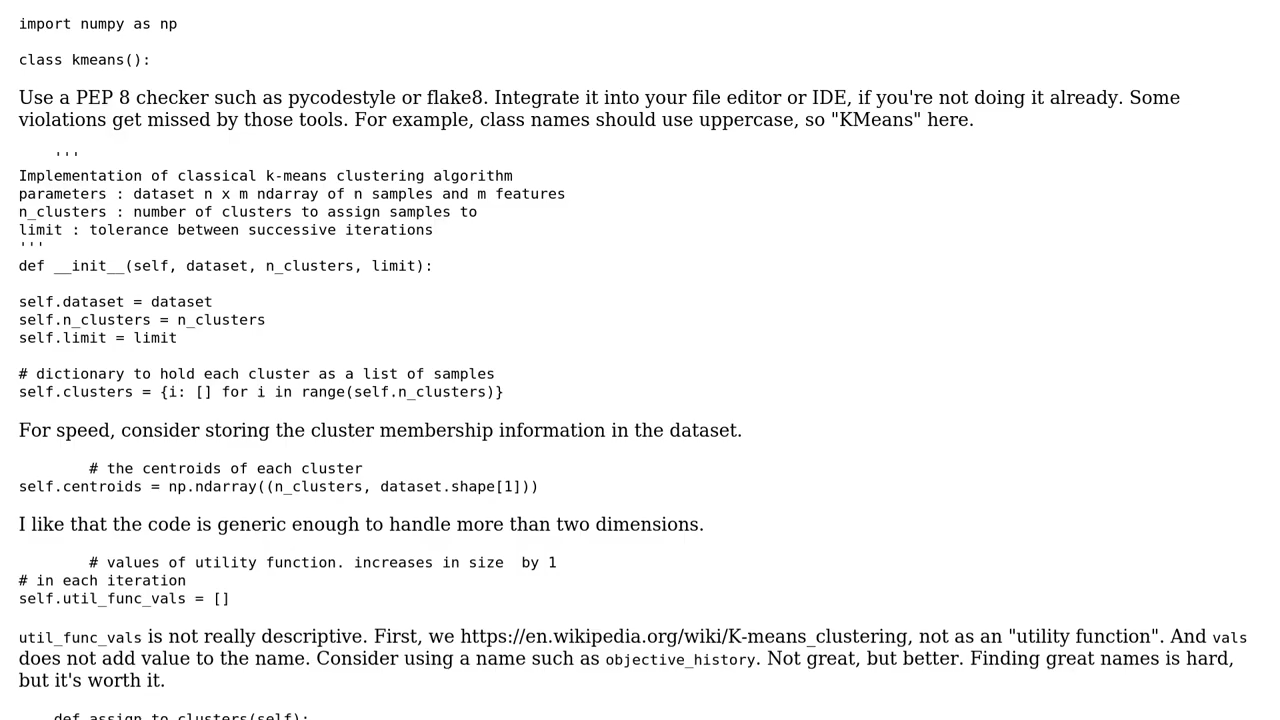 import numpy as np
class kmeans():
Use a PEP 8 checker such as pycodestyle or flake8. Integrate it into your file editor or IDE, if you're not doing it already. Some
violations get missed by those tools. For example, class names should use uppercase, so "KMeans" here.
'''
Implementation of classical k-means clustering algorithm
parameters : dataset n x m ndarray of n samples and m features
n_clusters : number of clusters to assign samples to
limit : tolerance between successive iterations
'''
def __init__(self, dataset, n_clusters, limit):
self.dataset = dataset
self.n_clusters = n_clusters
self.limit = limit
# dictionary to hold each cluster as a list of samples
self.clusters = {i: [] for i in range(self.n_clusters)}
For speed, consider storing the cluster membership information in the dataset.
# the centroids of each cluster
self.centroids = np.ndarray((n_clusters, dataset.shape[1]))
I like that the code is generic enough to handle more than two dimensions.
# values of utility function. increases in size  by 1
# in each iteration
self.util_func_vals = []
util_func_vals is not really descriptive. First, we https://en.wikipedia.org/wiki/K-means_clustering, not as an "utility function". And vals
does not add value to the name. Consider using a name such as objective_history. Not great, but better. Finding great names is hard,
but it's worth it.
def assign_to_clusters(self):